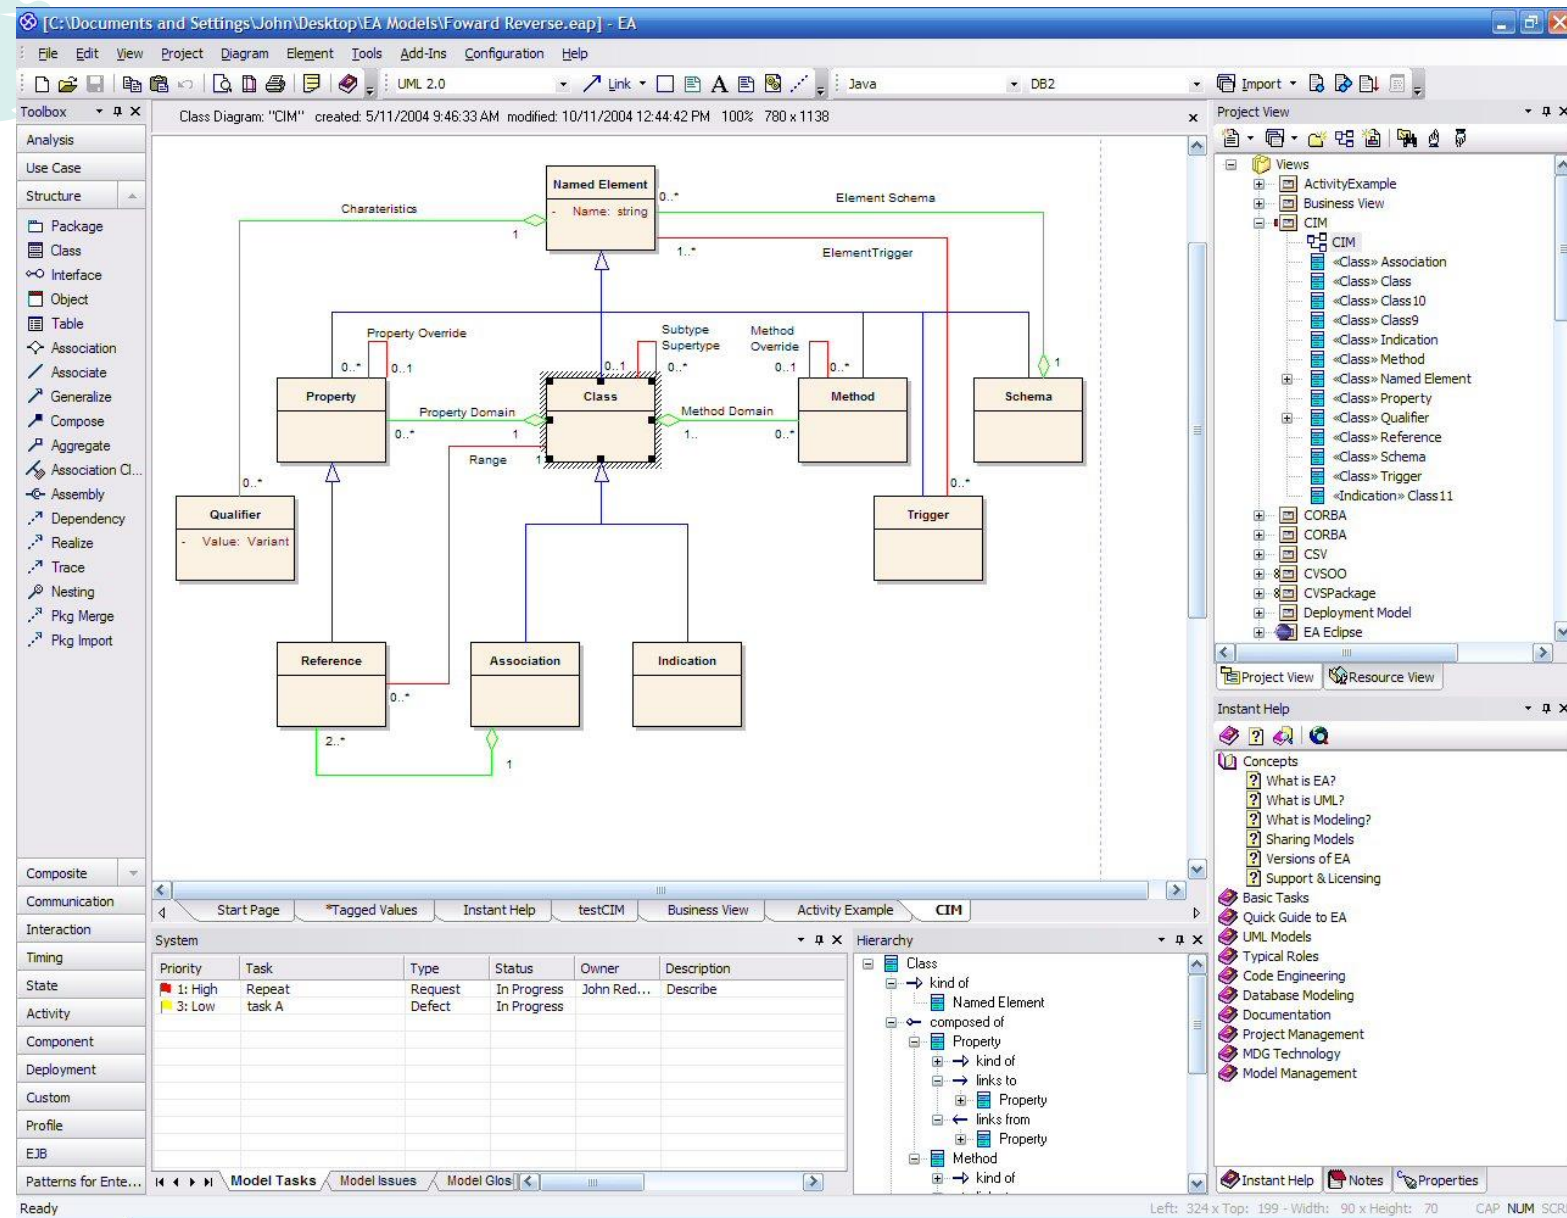 [C:\Documents and Settings\John\Desktop\EA Models\Foward Reverse.eap] - EA
File Edit View Project Diagram Element Tools Add-Ins Configuration Help
UML 2.0 Link Java DB2 Import
Toolbox
Analysis
Use Case
Structure
Package
Class
Interface
Object
Table
Association
Associate
Generalize
Compose
Aggregate
Association Cl...
Assembly
Dependency
Realize
Trace
Nesting
Pkg Merge
Pkg Import
Composite
Communication
Interaction
Timing
State
Activity
Component
Deployment
Custom
Profile
EJB
Patterns for Ente...
Class Diagram: "CIM" created: 5/11/2004 9:46:33 AM modified: 10/11/2004 12:44:42 PM 100% 780 x 1138
Named Element
- Name: string
0..*
Element Schema
Charateristics
1
1..*
ElementTrigger
Property Override
0..*
0..1
Subtype
Supertype
0..1
0..*
Method
Override
0..1
0..*
1
Property
Class
Method
Schema
Property Domain
0..*
1
Method Domain
1..
0..*
Range
1
0..*
0..*
Qualifier
- Value: Variant
Trigger
Reference
Association
Indication
0..*
2..*
1
Start Page *Tagged Values Instant Help testCIM Business View Activity Example CIM
System
Priority Task Type Status Owner Description
1: High Repeat Request In Progress John Red... Describe
3: Low task A Defect In Progress
Model Tasks Model Issues Model Glos
Hierarchy
Class
kind of
Named Element
composed of
Property
kind of
links to
Property
links from
Property
Method
kind of
Project View
Views
ActivityExample
Business View
CIM
CIM
«Class» Association
«Class» Class
«Class» Class10
«Class» Class9
«Class» Indication
«Class» Method
«Class» Named Element
«Class» Property
«Class» Qualifier
«Class» Reference
«Class» Schema
«Class» Trigger
«Indication» Class11
CORBA
CORBA
CSV
CVSOO
CVSPackage
Deployment Model
EA Eclipse
Project View Resource View
Instant Help
Concepts
What is EA?
What is UML?
What is Modeling?
Sharing Models
Versions of EA
Support & Licensing
Basic Tasks
Quick Guide to EA
UML Models
Typical Roles
Code Engineering
Database Modeling
Documentation
Project Management
MDG Technology
Model Management
Instant Help Notes Properties
Ready
Left: 324 x Top: 199 - Width: 90 x Height: 70 CAP NUM SCR